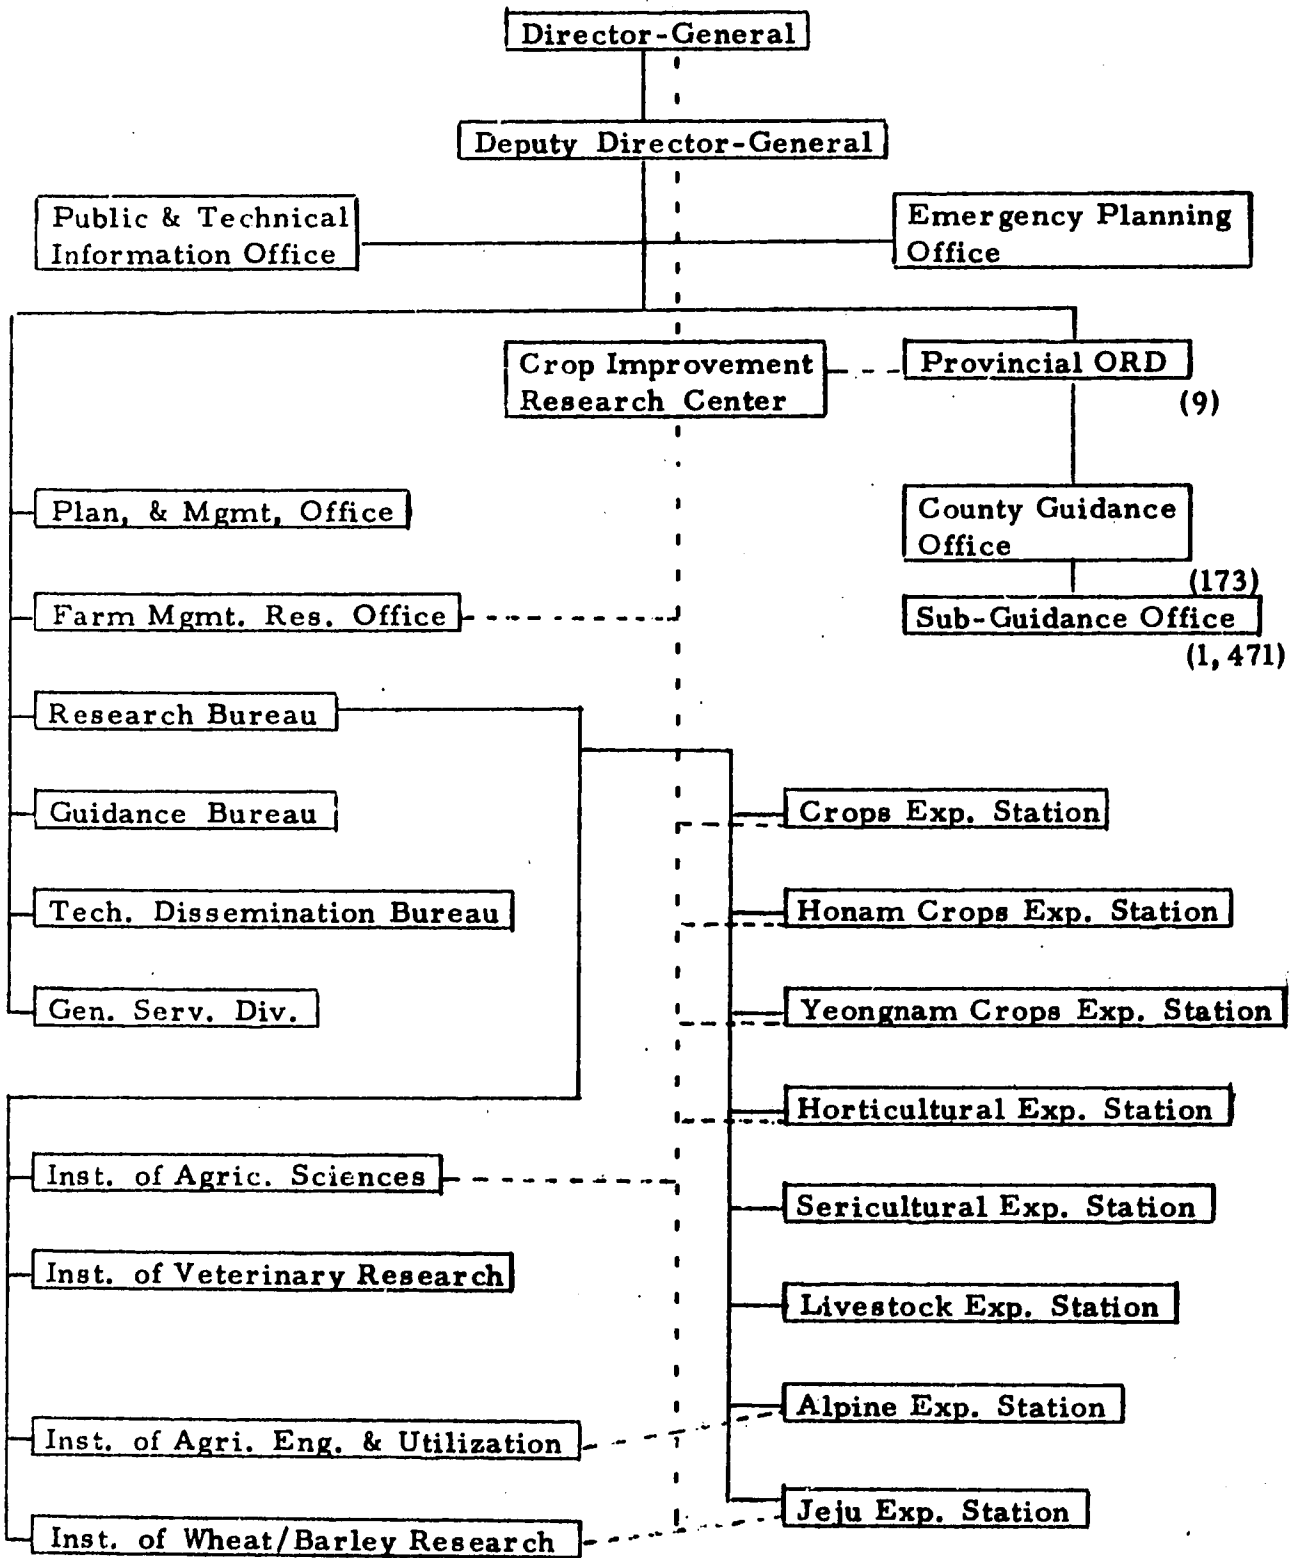 Director-General
Deputy Director-General
Public & Technical
Information Office
Emergency Planning
Office
Crop Improvement
Research Center
Provincial ORD
(9)
Plan, & Mgmt, Office
County Guidance
Office
(173)
Farm Mgmt. Res. Office
Sub-Guidance Office
(1, 471)
Research Bureau
Guidance Bureau
Crops Exp. Station
Tech. Dissemination Bureau
Honam Crops Exp. Station
Gen. Serv. Div.
Yeongnam Crops Exp. Station
Horticultural Exp. Station
Inst. of Agric. Sciences
Sericultural Exp. Station
Inst. of Veterinary Research
Livestock Exp. Station
Alpine Exp. Station
Inst. of Agri. Eng. & Utilization
Jeju Exp. Station
Inst. of Wheat/Barley Research